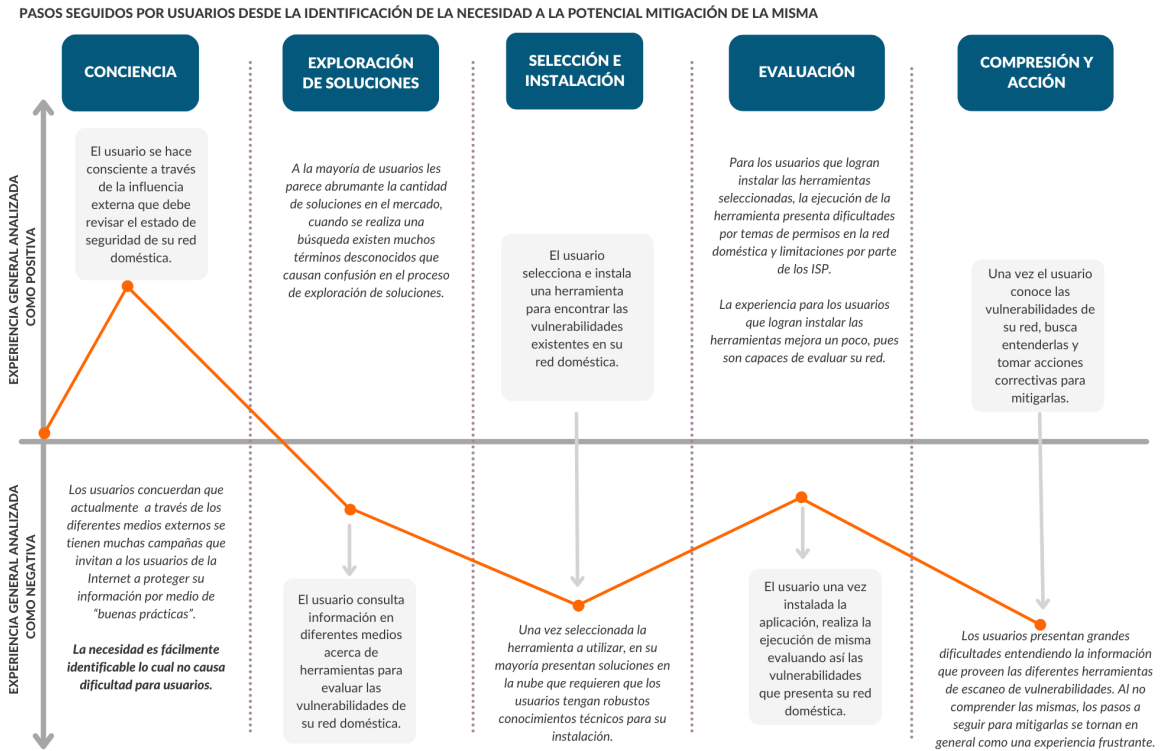 PASOS SEGUIDOS POR USUARIOS DESDE LA IDENTIFICACIÓN DE LA NECESIDAD A LA POTENCIAL MITIGACIÓN DE LA MISMA
CONCIENCIA
EXPLORACIÓN
DE SOLUCIONES
SELECCIÓN E
INSTALACIÓN
EVALUACIÓN
COMPRESIÓN Y
ACCIÓN
EXPERIENCIA GENERAL ANALIZADA
COMO POSITIVA
EXPERIENCIA GENERAL ANALIZADA
COMO NEGATIVA
El usuario se hace
consciente a través
de la influencia
externa que debe
revisar el estado de
seguridad de su red
doméstica.
Los usuarios concuerdan que
actualmente a través de los
diferentes medios externos se
tienen muchas campañas que
invitan a los usuarios de la
Internet a proteger su
información por medio de
“buenas prácticas”.
La necesidad es fácilmente
identificable lo cual no causa
dificultad para usuarios.
A la mayoría de usuarios les
parece abrumante la cantidad
de soluciones en el mercado,
cuando se realiza una
búsqueda existen muchos
términos desconocidos que
causan confusión en el proceso
de exploración de soluciones.
El usuario consulta
información en
diferentes medios
acerca de
herramientas para
evaluar las
vulnerabilidades de
su red doméstica.
El usuario
selecciona e instala
una herramienta
para encontrar las
vulnerabilidades
existentes en su
red doméstica.
Una vez seleccionada la
herramienta a utilizar, en su
mayoría presentan soluciones en
la nube que requieren que los
usuarios tengan robustos
conocimientos técnicos para su
instalación.
Para los usuarios que logran
instalar las herramientas
seleccionadas, la ejecución de la
herramienta presenta dificultades
por temas de permisos en la red
doméstica y limitaciones por parte
de los ISP.
La experiencia para los usuarios
que logran instalar las
herramientas mejora un poco, pues
son capaces de evaluar su red.
El usuario una vez
instalada la
aplicación, realiza la
ejecución de misma
evaluando así las
vulnerabilidades
que presenta su red
doméstica.
Una vez el usuario
conoce las
vulnerabilidades de
su red, busca
entenderlas y
tomar acciones
correctivas para
mitigarlas.
Los usuarios presentan grandes
dificultades entendiendo la información
que proveen las diferentes herramientas
de escaneo de vulnerabilidades. Al no
comprender las mismas, los pasos a
seguir para mitigarlas se tornan en
general como una experiencia frustrante.